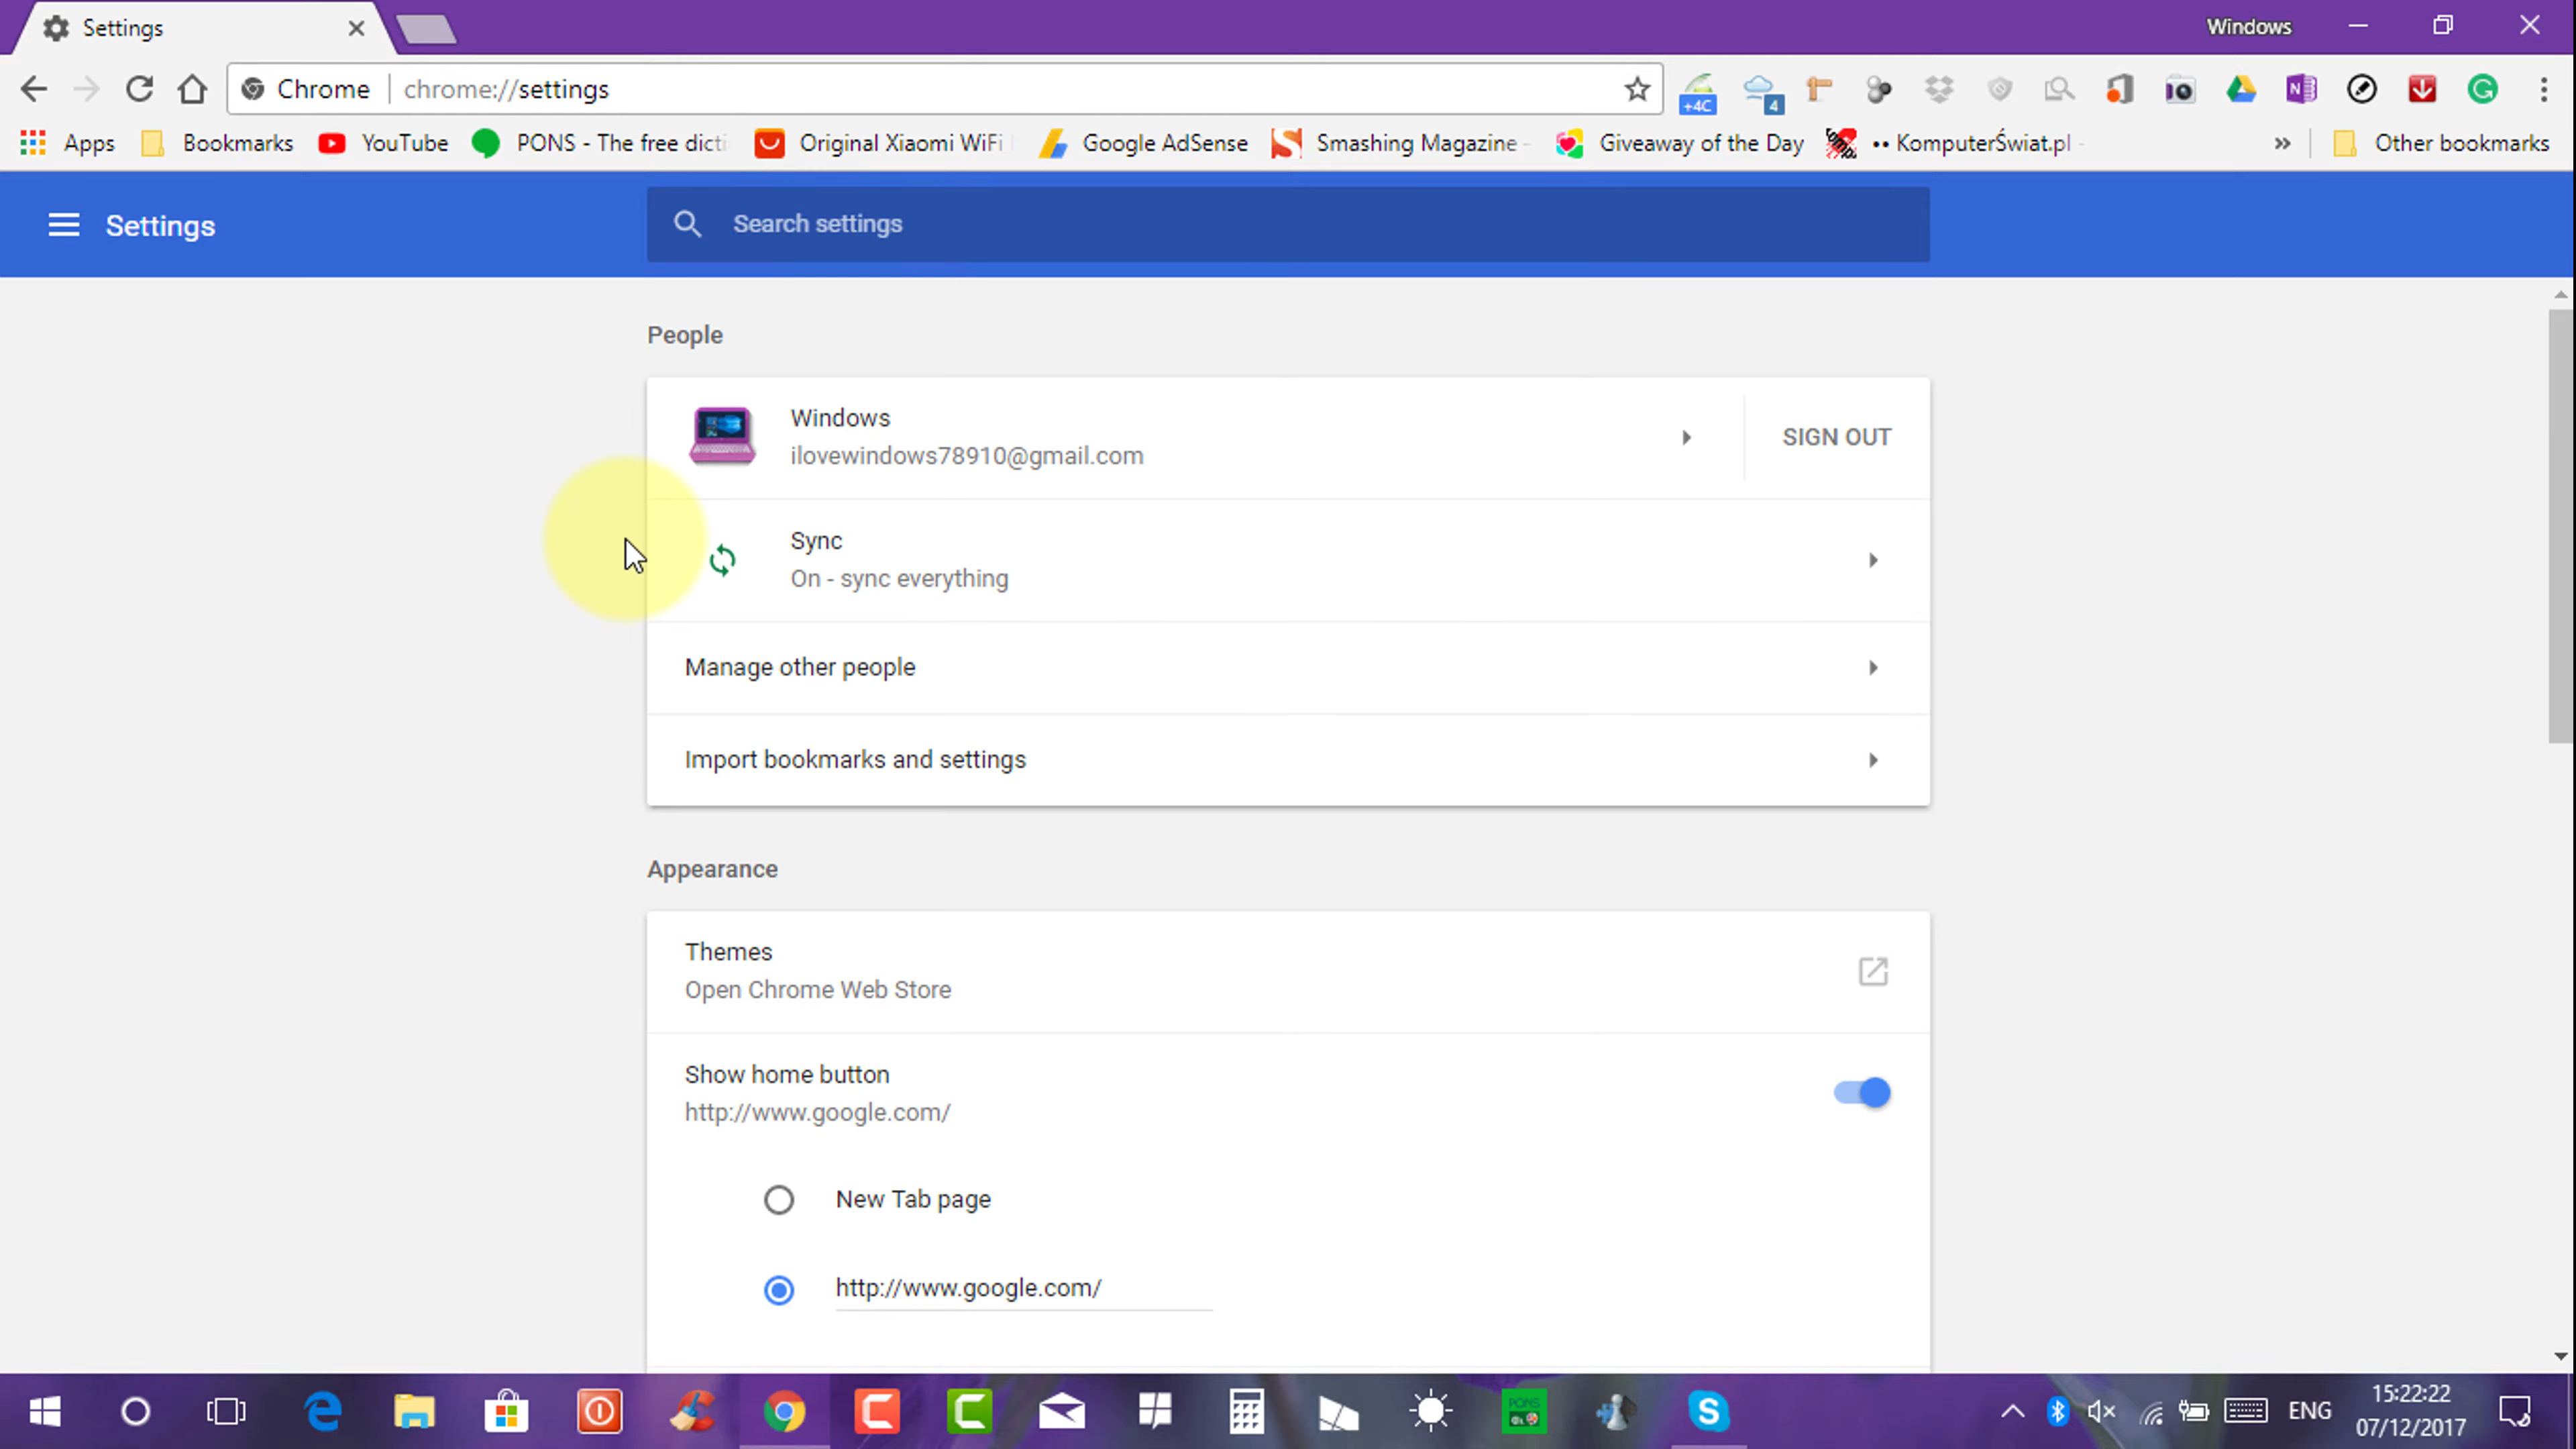 Settings
Windows
Chrome chrome://settings
+4C
4
Apps Bookmarks YouTube PONS - The free dicti Original Xiaomi WiFi Google AdSense Smashing Magazine - Giveaway of the Day •• KomputerŚwiat.pl - » Other bookmarks
Settings
Search settings
People
Windows
ilovewindows78910@gmail.com
SIGN OUT
Sync
On - sync everything
Manage other people
Import bookmarks and settings
Appearance
Themes
Open Chrome Web Store
Show home button
http://www.google.com/
New Tab page
http://www.google.com/
PONS
ENG
15:22:22
07/12/2017